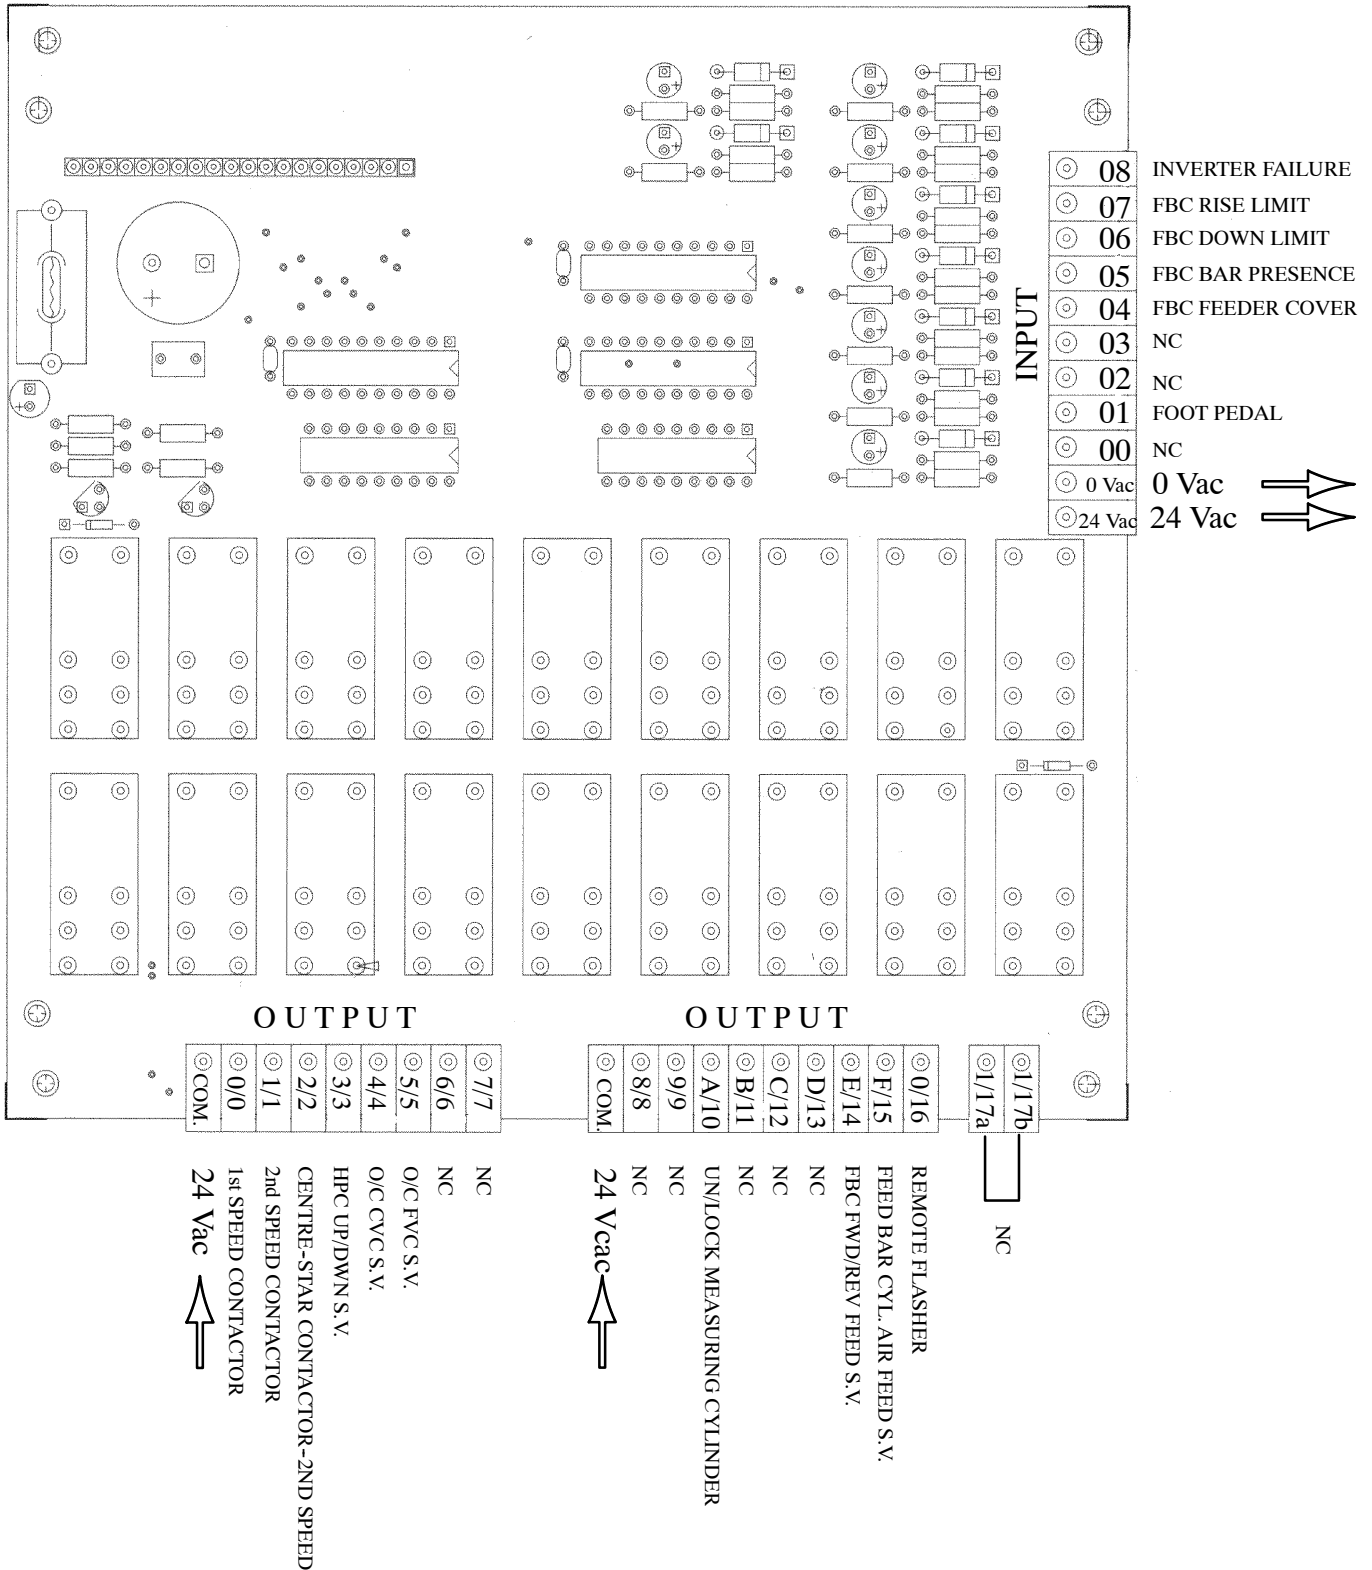 08 INVERTER FAILURE
07 FBC RISE LIMIT
06 FBC DOWN LIMIT
05 FBC BAR PRESENCE
04 FBC FEEDER COVER
03 NC
02 NC
01 FOOT PEDAL
00 NC
0 Vac 0 Vac
24 Vac 24 Vac
INPUT
OUTPUT
COM. 24 Vac
0/0 1st SPEED CONTACTOR
1/1 2nd SPEED CONTACTOR
2/2 CENTRE-STAR CONTACTOR-2ND SPEED
3/3 HPC UP/DWN S.V.
4/4 O/C CVC S.V.
5/5 O/C FVC S.V.
6/6 NC
7/7 NC
OUTPUT
COM. 24 Vcac
8/8 NC
9/9 NC
A/10 UN/LOCK MEASURING CYLINDER
B/11 NC
C/12 NC
D/13 NC
E/14 FBC FWD/REV FEED S.V.
F/15 FEED BAR CYL. AIR FEED S.V.
0/16 REMOTE FLASHER
1/17a
1/17b
NC